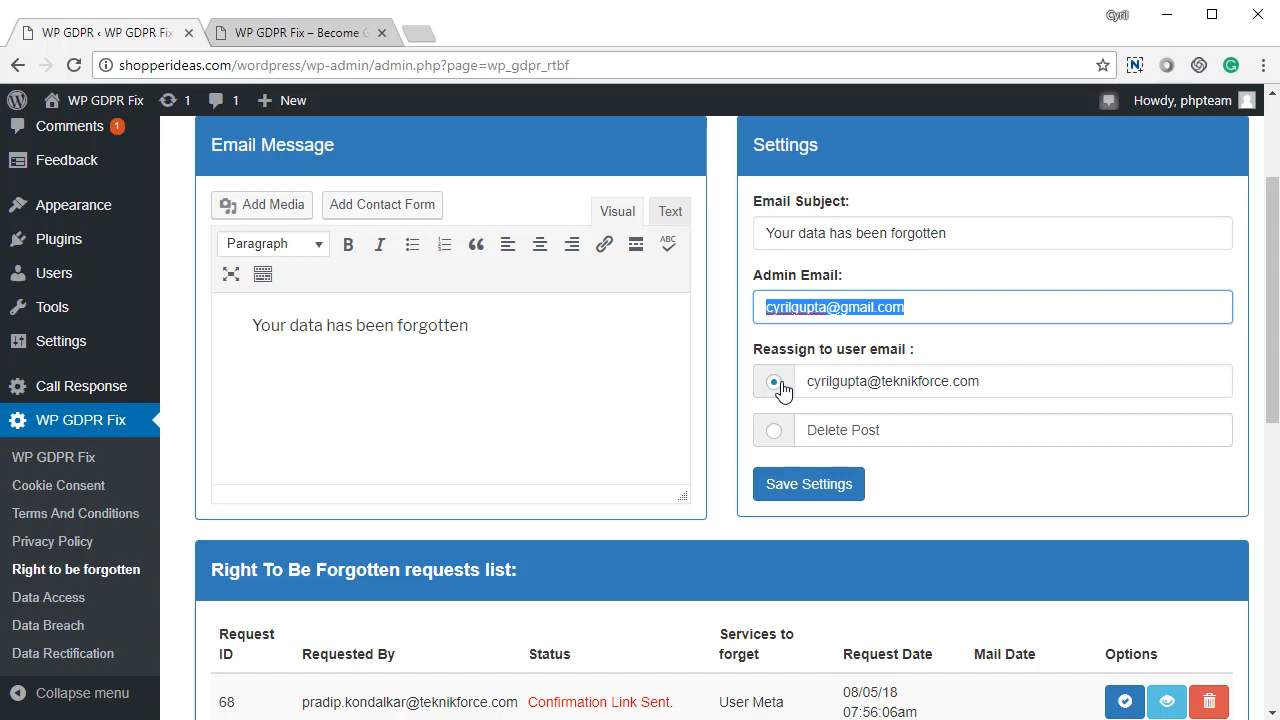 Cyril
WP GDPR ‹ WP GDPR Fix
WP GDPR Fix – Become G
shopperideas.com/wordpress/wp-admin/admin.php?page=wp_gdpr_rtbf
WP GDPR Fix 1 1 New Howdy, phpteam
Comments 1
Feedback
Appearance
Plugins
Users
Tools
Settings
Call Response
WP GDPR Fix
WP GDPR Fix
Cookie Consent
Terms And Conditions
Privacy Policy
Right to be forgotten
Data Access
Data Breach
Data Rectification
Collapse menu
Email Message
Add Media Add Contact Form
Visual Text
Paragraph B I ABC
Your data has been forgotten
Settings
Email Subject:
Your data has been forgotten
Admin Email:
cyrilgupta@gmail.com
Reassign to user email :
cyrilgupta@teknikforce.com
Delete Post
Save Settings
Right To Be Forgotten requests list:
Request ID Requested By Status Services to forget Request Date Mail Date Options
68 pradip.kondalkar@teknikforce.com Confirmation Link Sent. User Meta 08/05/18 07:56:06am